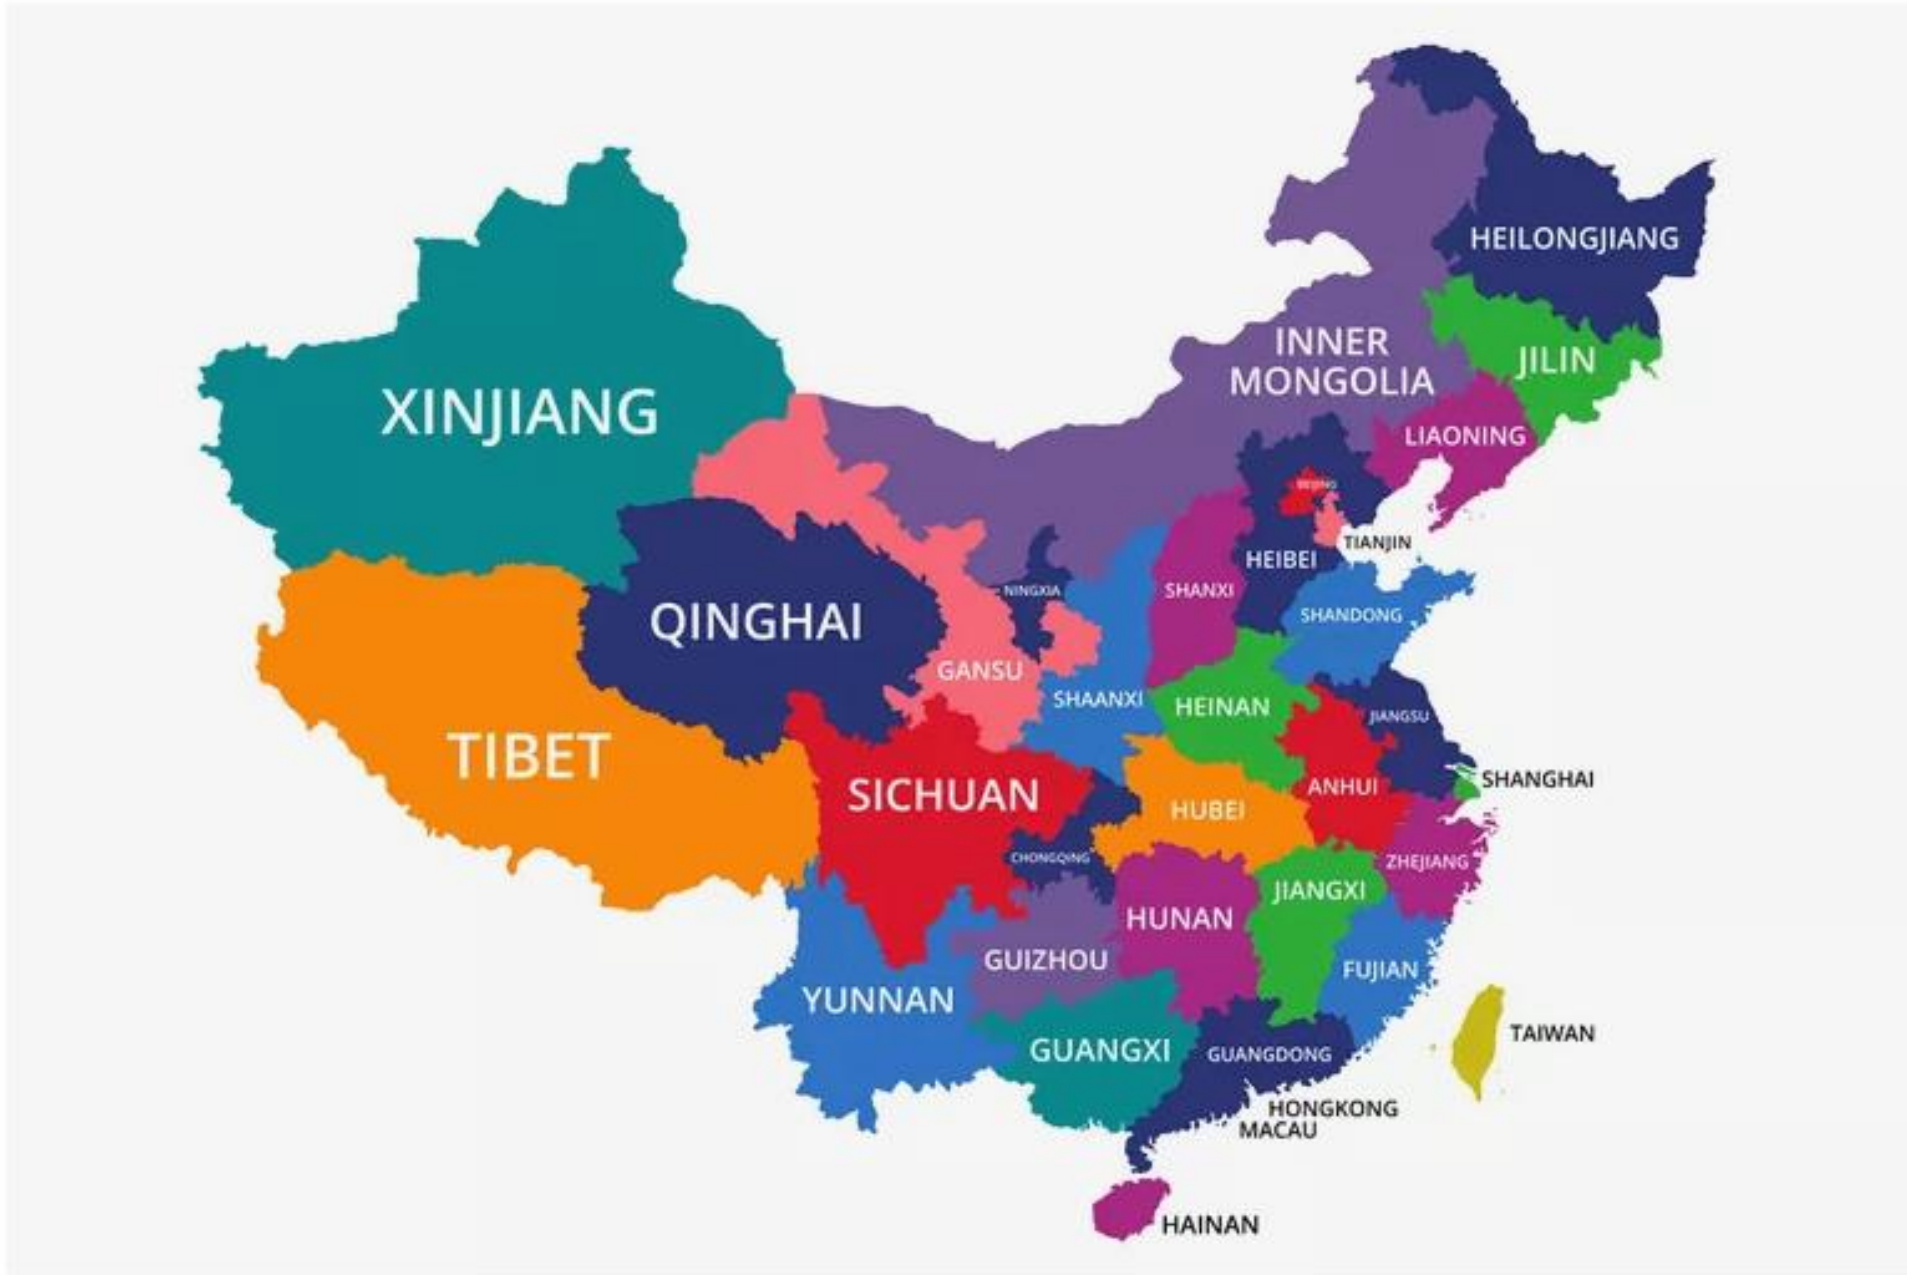 HEILONGJIANG
INNER
MONGOLIA
JILIN
XINJIANG
LIAONING
BEIJING
TIANJIN
HEIBEI
NINGXIA
SHANXI
SHANDONG
QINGHAI
GANSU
SHAANXI
HEINAN
JIANGSU
TIBET
SHANGHAI
SICHUAN
ANHUI
HUBEI
CHONGQING
ZHEJIANG
JIANGXI
HUNAN
GUIZHOU
FUJIAN
YUNNAN
TAIWAN
GUANGXI
GUANGDONG
HONGKONG
MACAU
HAINAN